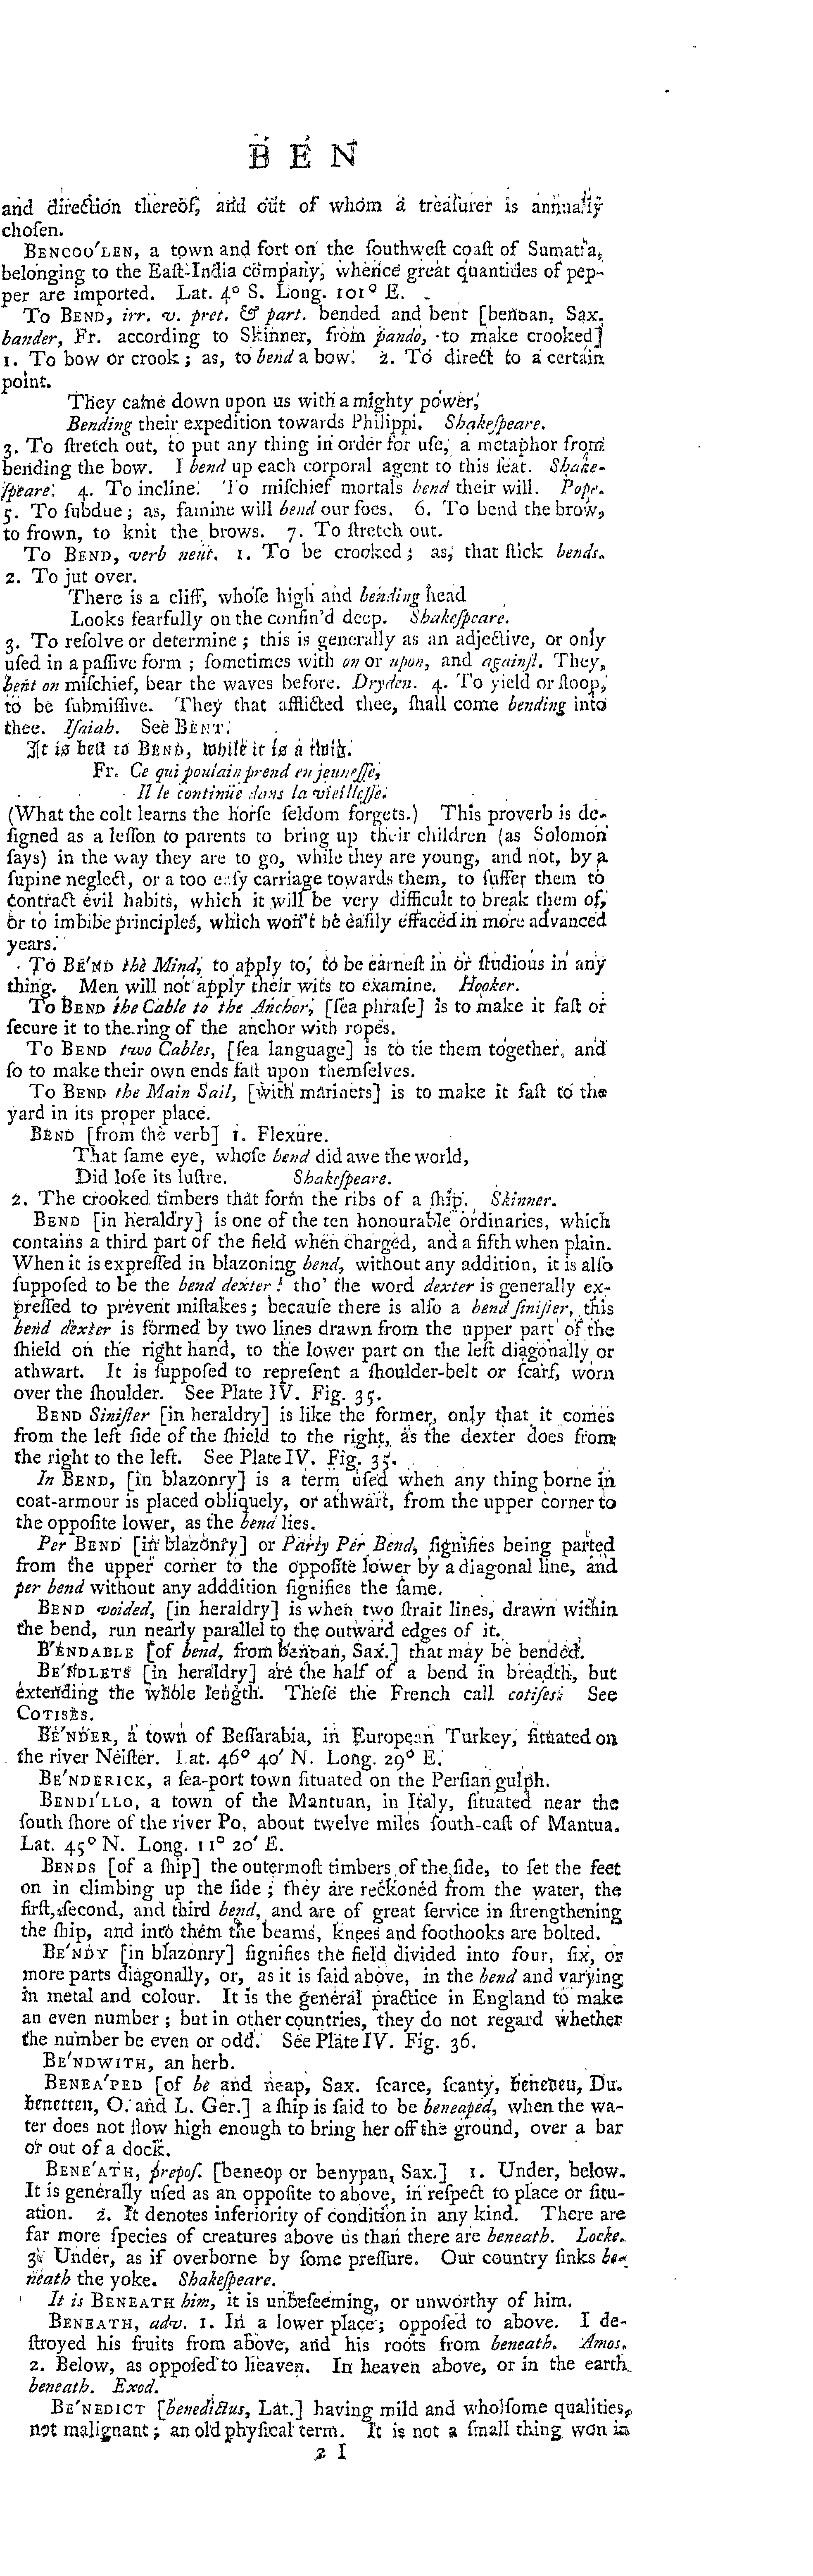 B E N
and direction thereof, and out of whom a treaſurer is annually
choſen.
BENCOO'LEN, a town and fort on the ſouthweſt coaſt of Sumatra,
belonging to the Eaſt-India company, whence great quantities of pep-
per are imported. Lat. 4° S. Long. 101° E.
To BEND, irr. v. pret. & part. bended and bent [benꝺan, Sax.
bander, Fr. according to Skinner, from pando, to make crooked]
1. To bow or crook; as, to bend a bow. 2. To direct to a certain
point.
They came down upon us with a mighty power,
Bending their expedition towards Philippi. Shakeſpeare.
3. To ſtretch out, to put any thing in order for uſe, a metaphor from
bending the bow. I bend up each corporal agent to this feat. Shake-
ſpeare. 4. To incline. To miſchief mortals bend their will. Pope.
5. To ſubdue; as, famine will bend our foes. 6. To bend the brow,
to frown, to knit the brows. 7. To ſtretch out.
To BEND, verb neut. 1. To be crooked; as, that ſtick bends.
2. To jut over.
There is a cliff, whoſe high and bending head
Looks fearfully on the confin'd deep. Shakeſpeare.
3. To reſolve or determine; this is generally as an adjective, or only
uſed in a paſſive form; ſometimes with on or upon, and againſt. They,
bent on miſchief, bear the waves before. Dryden. 4. To yield or ſtoop,
to be ſubmiſſive. They that afflicted thee, ſhall come bending into
thee. Iſaiah. See BENT.
It is beſt to BEND, while it is a twig.
Fr. Ce qui poulain prend en jeuneſſe,
Il le continüe dans la vieilleſſe.
(What the colt learns the horſe ſeldom forgets.) This proverb is de-
ſigned as a leſſon to parents to bring up their children (as Solomon
ſays) in the way they are to go, while they are young, and not, by a
ſupine neglect, or a too eaſy carriage towards them, to ſuffer them to
contract evil habits, which it will be very difficult to break them of,
or to imbibe principles, which won't be eaſily effaced in more advanced
years.
To BE'ND the Mind, to apply to, to be earneſt in or ſtudious in any
thing. Men will not apply their wits to examine. Hooker.
To BEND the Cable to the Anchor, [ſea phraſe] is to make it faſt or
ſecure it to the ring of the anchor with ropes.
To BEND two Cables, [ſea language] is to tie them together, and
ſo to make their own ends faſt upon themſelves.
To BEND the Main Sail, [with mariners] is to make it faſt to the
yard in its proper place.
BEND [from the verb] 1. Flexure.
That ſame eye, whoſe bend did awe the world,
Did loſe its luſtre. Shakeſpeare.
2. The crooked timbers that form the ribs of a ſhip. Skinner.
BEND [in heraldry] is one of the ten honourable ordinaries, which
contains a third part of the field when charged, and a fifth when plain.
When it is expreſſed in blazoning bend, without any addition, it is alſo
ſuppoſed to be the bend dexter! tho' the word dexter is generally ex-
preſſed to prevent miſtakes; becauſe there is alſo a bend ſiniſter, this
bend dexter is formed by two lines drawn from the upper part of the
ſhield on the right hand, to the lower part on the left diagonally or
athwart. It is ſuppoſed to repreſent a ſhoulder-belt or ſcarf, worn
over the ſhoulder. See Plate IV. Fig. 35.
BEND Siniſter [in heraldry] is like the former, only that it comes
from the left ſide of the ſhield to the right, as the dexter does from
the right to the left. See Plate IV. Fig. 35.
In BEND, [in blazonry] is a term uſed when any thing borne in
coat-armour is placed obliquely, or athwart, from the upper corner to
the oppoſite lower, as the bend lies.
Per BEND [in blazonry] or Party Per Bend, ſignifies being parted
from the upper corner to the oppoſite lower by a diagonal line, and
per bend without any adddition ſignifies the ſame.
BEND voided, [in heraldry] is when two ſtrait lines, drawn within
the bend, run nearly parallel to the outward edges of it.
B'ENDABLE [of bend, from benꝺan, Sax.] that may be bended.
BE'NDLETS [in heraldry] are the half of a bend in breadth, but
extending the whole length. Theſe the French call cotiſes. See
COTISES.
BE'NDER, a town of Beſſarabia, in European Turkey, ſituated on
the river Neiſter. Lat. 46° 40' N. Long. 29° E.
BE'NDERICK, a ſea-port town ſituated on the Perſian gulph.
BENDI'LLO, a town of the Mantuan, in Italy, ſituated near the
ſouth ſhore of the river Po, about twelve miles ſouth-eaſt of Mantua.
Lat. 45° N. Long. 11° 20' E.
BENDS [of a ſhip] the outermoſt timbers of the ſide, to ſet the feet
on in climbing up the ſide; they are reckoned from the water, the
firſt, ſecond, and third bend, and are of great ſervice in ſtrengthening
the ſhip, and into them the beams, knees and foothooks are bolted.
BE'NDY [in blazonry] ſignifies the field divided into four, ſix, or
more parts diagonally, or, as it is ſaid above, in the bend and varying
in metal and colour. It is the general practice in England to make
an even number; but in other countries, they do not regard whether
the number be even or odd. See Plate IV. Fig. 36.
BE'NDWITH, an herb.
BENEA'PED [of be and neap, Sax. ſcarce, ſcanty, beneven, Du.
benetten, O. and L. Ger.] a ſhip is ſaid to be beneaped, when the wa-
ter does not flow high enough to bring her off the ground, over a bar
or out of a dock.
BENE'ATH, prepoſ. [beneoþ or benyþan, Sax.] 1. Under, below.
It is generally uſed as an oppoſite to above, in reſpect to place or ſitu-
ation. 2. It denotes inferiority of condition in any kind. There are
far more ſpecies of creatures above us than there are beneath. Locke.
3. Under, as if overborne by ſome preſſure. Our country ſinks be-
neath the yoke. Shakeſpeare.
It is BENEATH him, it is unbeſeeming, or unworthy of him.
BENEATH, adv. 1. In a lower place; oppoſed to above. I de-
ſtroyed his fruits from above, and his roots from beneath. Amos.
2. Below, as oppoſed to heaven. In heaven above, or in the earth
beneath. Exod.
BE'NEDICT [benedictus, Lat.] having mild and wholſome qualities,
not malignant; an old phyſical term. It is not a ſmall thing won in
2 I